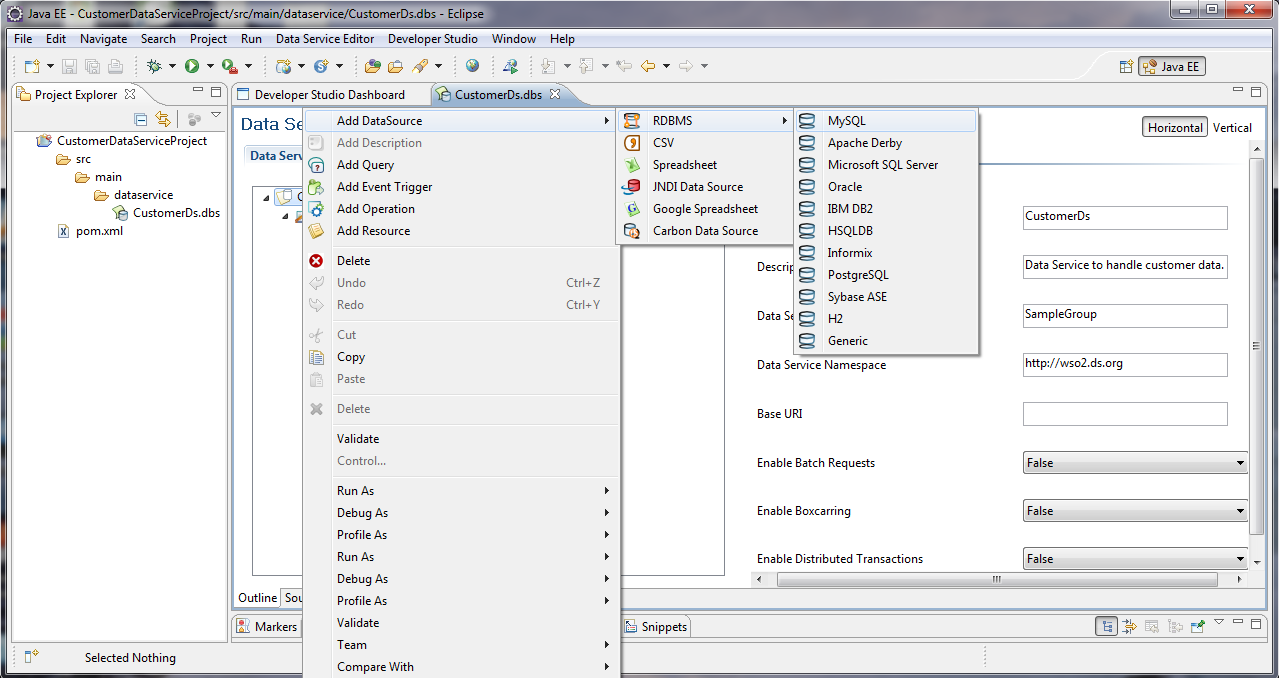 Java EE - CustomerDataServiceProject/src/main/dataservice/CustomerDs.dbs - Eclipse
File Edit Navigate Search Project Run Data Service Editor Developer Studio Window Help
Java EE
Project Explorer
CustomerDataServiceProject
src
main
dataservice
CustomerDs.dbs
pom.xml
Developer Studio Dashboard
CustomerDs.dbs
Data Se
Horizontal Vertical
Data Serv
C
Add DataSource
Add Description
Add Query
Add Event Trigger
Add Operation
Add Resource
Delete
Undo Ctrl+Z
Redo Ctrl+Y
Cut
Copy
Paste
Delete
Validate
Control...
Run As
Debug As
Profile As
Run As
Debug As
Profile As
Validate
Team
Compare With
RDBMS
CSV
Spreadsheet
JNDI Data Source
Google Spreadsheet
Carbon Data Source
MySQL
Apache Derby
Microsoft SQL Server
Oracle
IBM DB2
HSQLDB
Informix
PostgreSQL
Sybase ASE
H2
Generic
CustomerDs
Descrip
Data Service to handle customer data.
Data Se
SampleGroup
Data Service Namespace
http://wso2.ds.org
Base URI
Enable Batch Requests
False
Enable Boxcarring
False
Enable Distributed Transactions
False
Outline Sou
Markers
Snippets
Selected Nothing